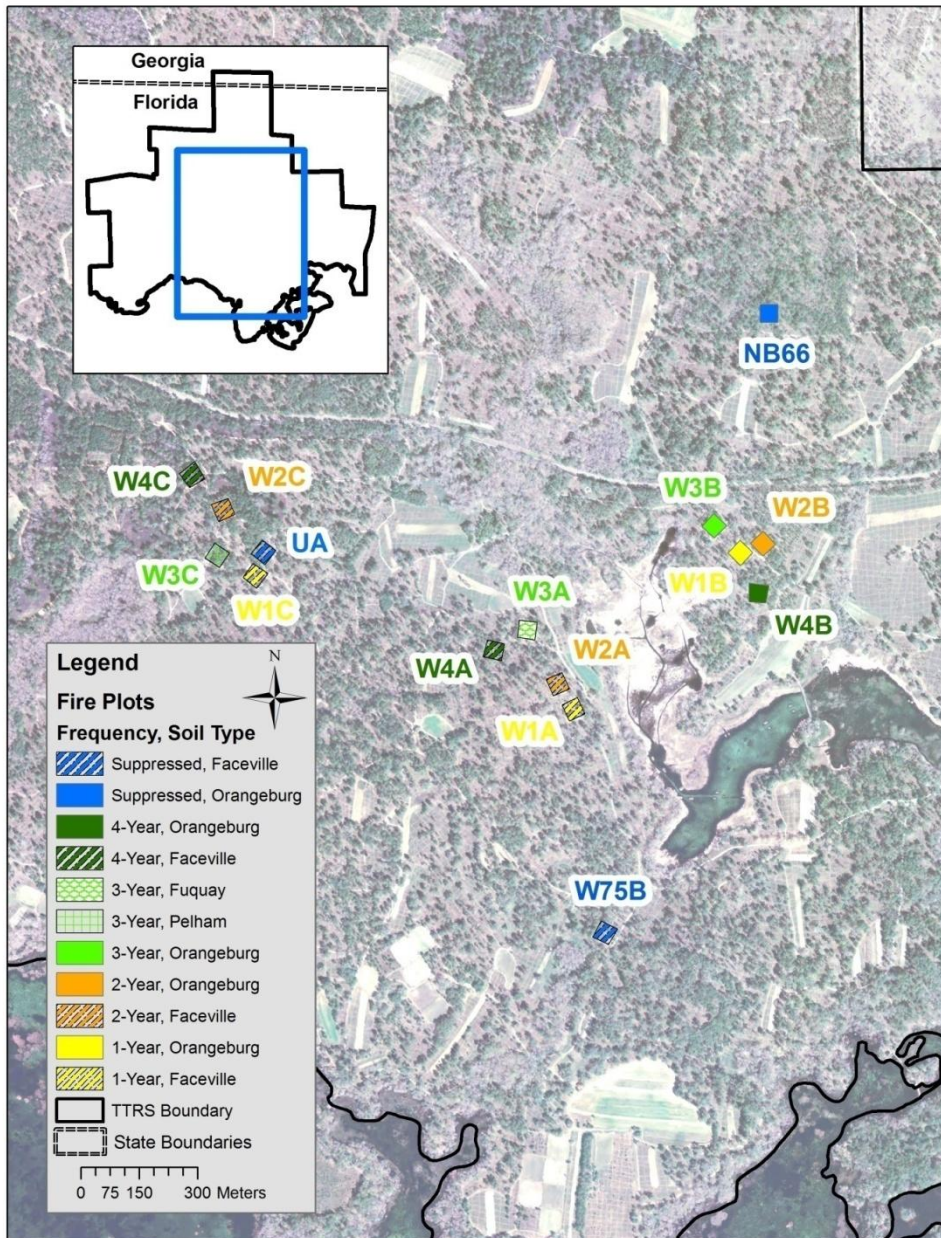 Georgia
Florida
NB66
W4C
W2C
W3B
W2B
UA
W3C
W1B
W1C
W3A
W4B
W4A
W2A
W1A
Legend
N
Fire Plots
Frequency, Soil Type
Suppressed, Faceville
Suppressed, Orangeburg
4-Year, Orangeburg
4-Year, Faceville
3-Year, Fuquay
3-Year, Pelham
3-Year, Orangeburg
2-Year, Orangeburg
2-Year, Faceville
1-Year, Orangeburg
1-Year, Faceville
TTRS Boundary
State Boundaries
0 75 150 300 Meters
W75B